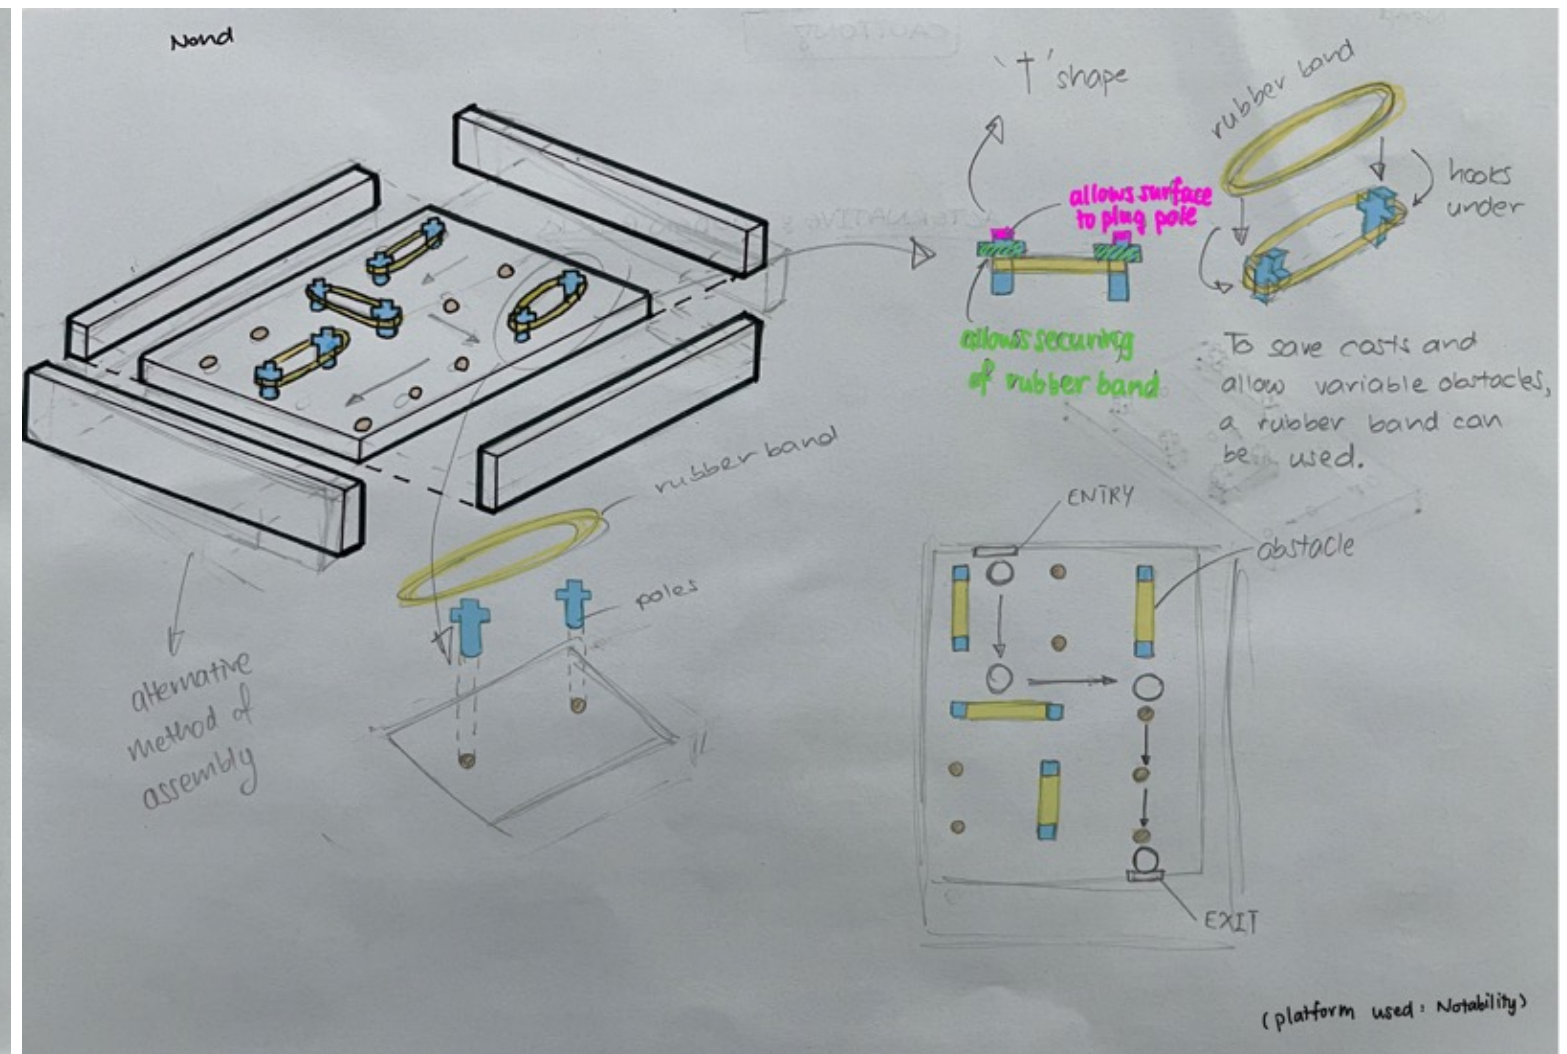 Nond
'T' shape
rubber band
allows surface
to plug pole
hooks
under
allows securing
of rubber band
To save costs and
allow variable obstacles,
a rubber band can
be used.
rubber band
poles
alternative
method of
assembly
ENTRY
obstacle
EXIT
(platform used: Notability)
CAUTION
ALTERNATIVE: